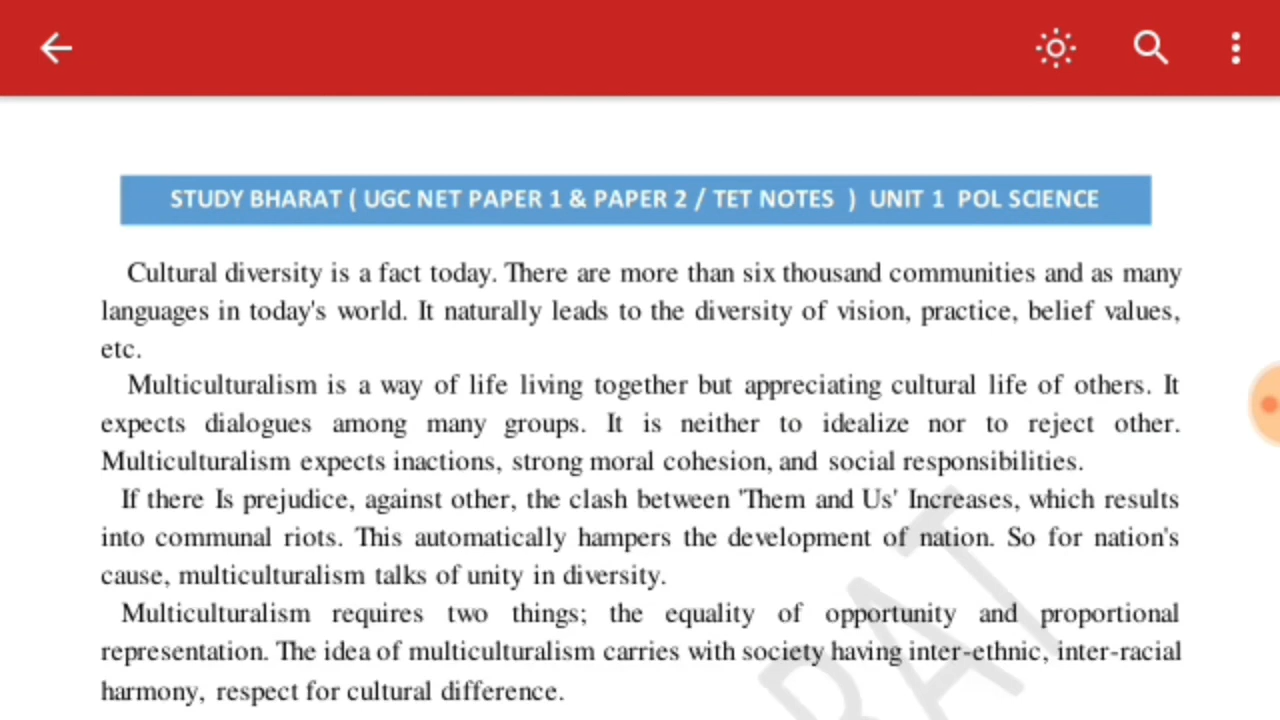 STUDY BHARAT ( UGC NET PAPER 1 & PAPER 2 / TET NOTES ) UNIT 1 POL SCIENCE
Cultural diversity is a fact today. There are more than six thousand communities and as many
languages in today's world. It naturally leads to the diversity of vision, practice, belief values,
etc.
Multiculturalism is a way of life living together but appreciating cultural life of others. It
expects dialogues among many groups. It is neither to idealize nor to reject other.
Multiculturalism expects inactions, strong moral cohesion, and social responsibilities.
If there Is prejudice, against other, the clash between 'Them and Us' Increases, which results
into communal riots. This automatically hampers the development of nation. So for nation's
cause, multiculturalism talks of unity in diversity.
Multiculturalism requires two things; the equality of opportunity and proportional
representation. The idea of multiculturalism carries with society having inter-ethnic, inter-racial
harmony, respect for cultural difference.